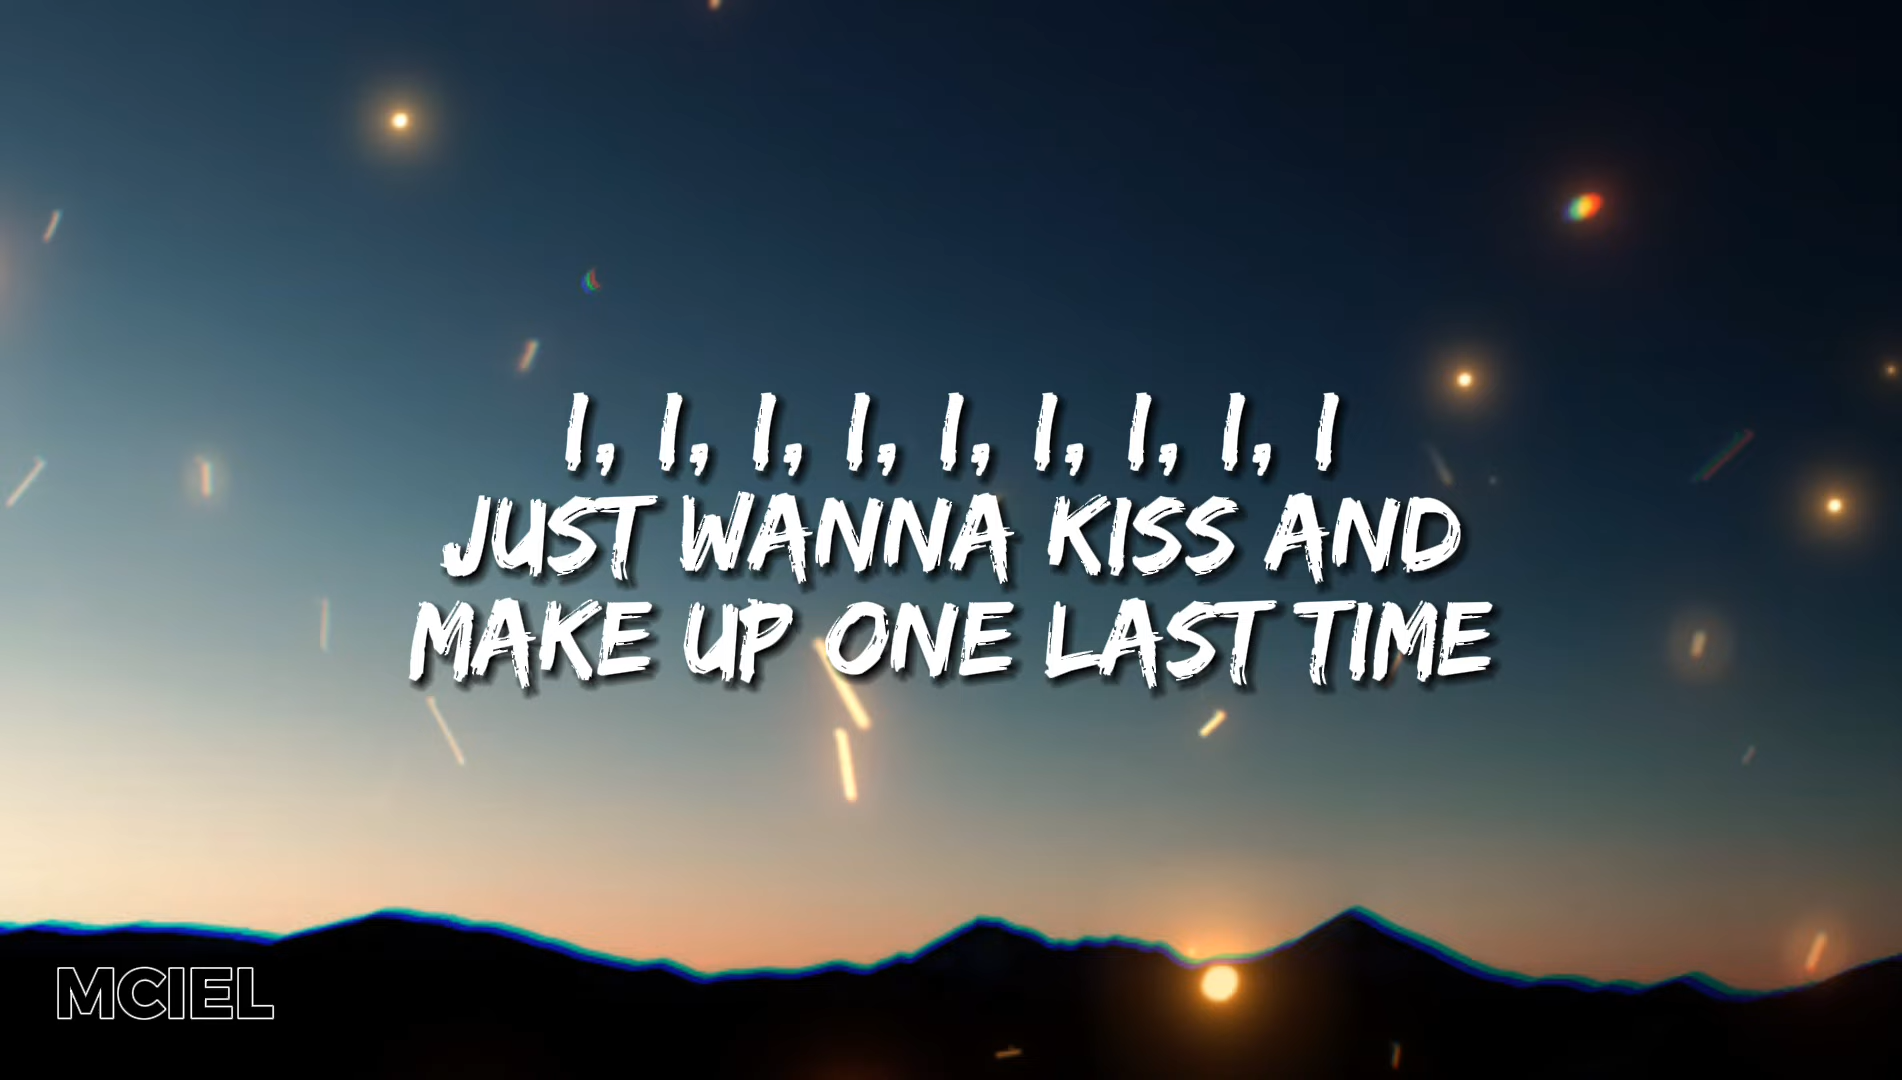 I, I, I, I, I, I, I, I, I
JUST WANNA KISS AND
MAKE UP ONE LAST TIME
MCIEL